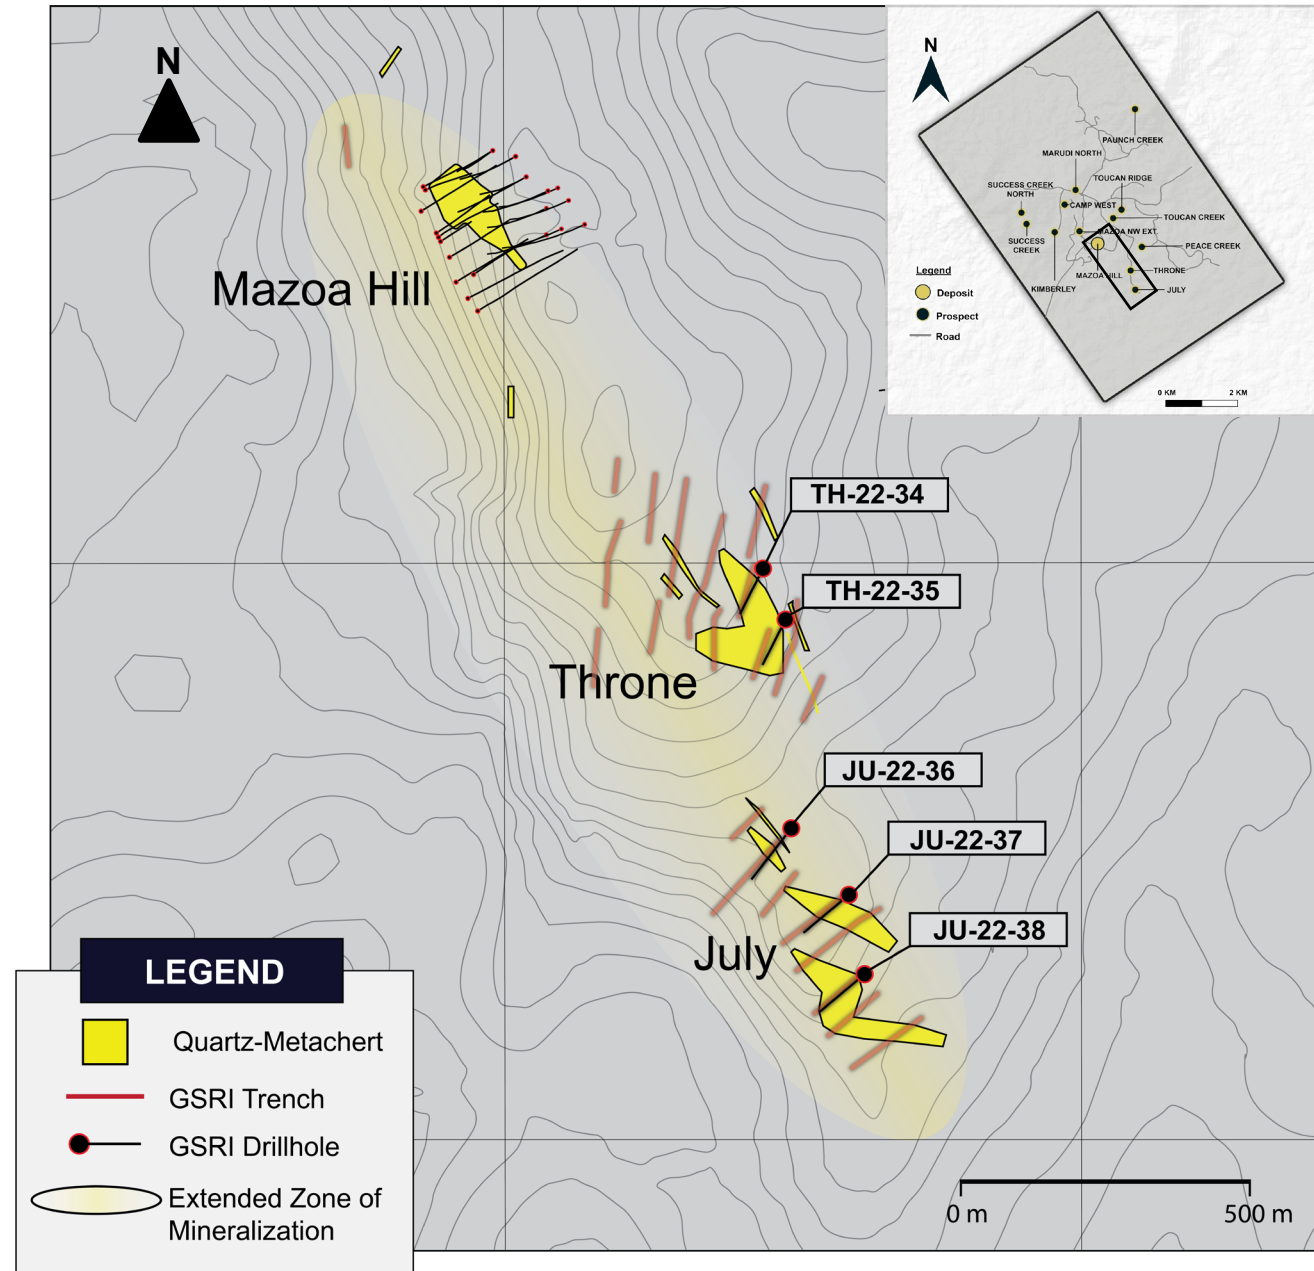 N
Mazoa Hill
TH-22-34
TH-22-35
Throne
JU-22-36
JU-22-37
JU-22-38
July
LEGEND
Quartz-Metachert
GSRI Trench
GSRI Drillhole
Extended Zone of
Mineralization
0 m
500 m
N
PAUNCH CREEK
MARUDI NORTH
TOUCAN RIDGE
SUCCESS CREEK
NORTH
CAMP WEST
TOUCAN CREEK
MAZOA NW EXT.
SUCCESS
CREEK
PEACE CREEK
MAZOA HILL
THRONE
KIMBERLEY
JULY
Legend
Deposit
Prospect
Road
0 KM
2 KM